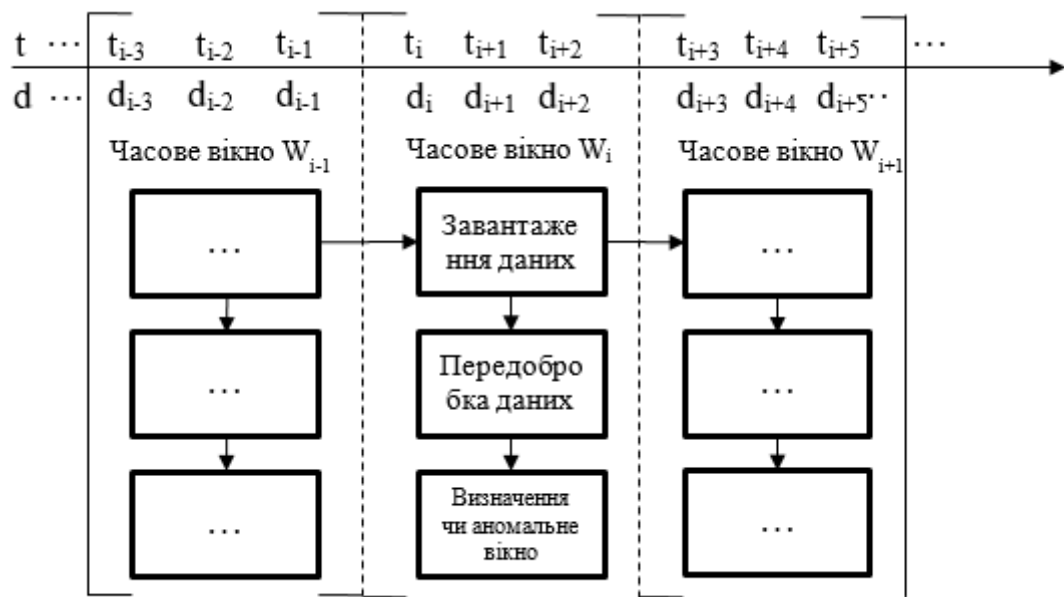 t ... t_{i-3} t_{i-2} t_{i-1} t_i t_{i+1} t_{i+2} t_{i+3} t_{i+4} t_{i+5} ...
d ... d_{i-3} d_{i-2} d_{i-1} d_i d_{i+1} d_{i+2} d_{i+3} d_{i+4} d_{i+5}..
Часове вікно W_{i-1} Часове вікно W_i Часове вікно W_{i+1}
...
Завантаже
ння даних
...
...
Передобро
бка даних
...
...
Визначення
чи аномальне
вікно
...